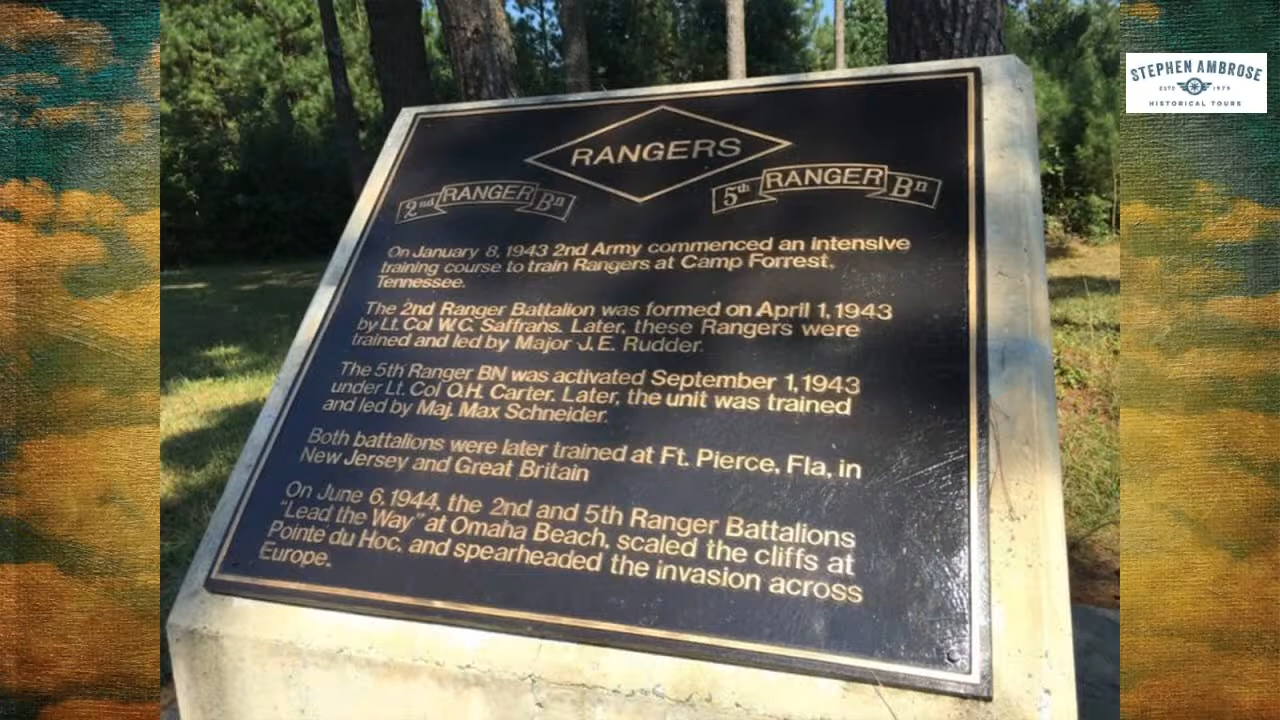 STEPHEN AMBROSE
ESTD 1979
HISTORICAL TOURS
RANGERS
2nd RANGER Bn
5th RANGER Bn
On January 8, 1943 2nd Army commenced an intensive
training course to train Rangers at Camp Forrest,
Tennessee.
The 2nd Ranger Battalion was formed on April 1, 1943
by Lt. Col W.C. Saffrans. Later, these Rangers were
trained and led by Major J.E. Rudder.
The 5th Ranger BN was activated September 1, 1943
under Lt. Col O.H. Carter. Later, the unit was trained
and led by Maj. Max Schneider.
Both battalions were later trained at Ft. Pierce, Fla, in
New Jersey and Great Britain
On June 6, 1944, the 2nd and 5th Ranger Battalions
"Lead the Way" at Omaha Beach, scaled the cliffs at
Pointe du Hoc, and spearheaded the invasion across
Europe.